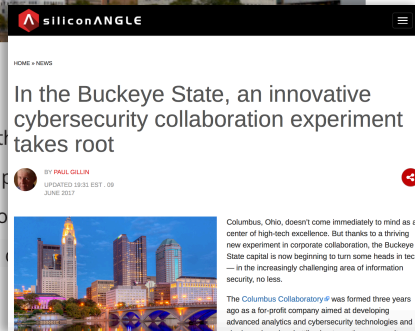 siliconANGLE
HOME » NEWS
In the Buckeye State, an innovative
cybersecurity collaboration experiment
takes root
BY PAUL GILLIN
UPDATED 19:31 EST . 09
JUNE 2017
Columbus, Ohio, doesn't come immediately to mind as a
center of high-tech excellence. But thanks to a thriving
new experiment in corporate collaboration, the Buckeye
State capital is now beginning to turn some heads in tec
— in the increasingly challenging area of information
security, no less.
The Columbus Collaboratory was formed three years
ago as a for-profit company aimed at developing
advanced analytics and cybersecurity technologies and